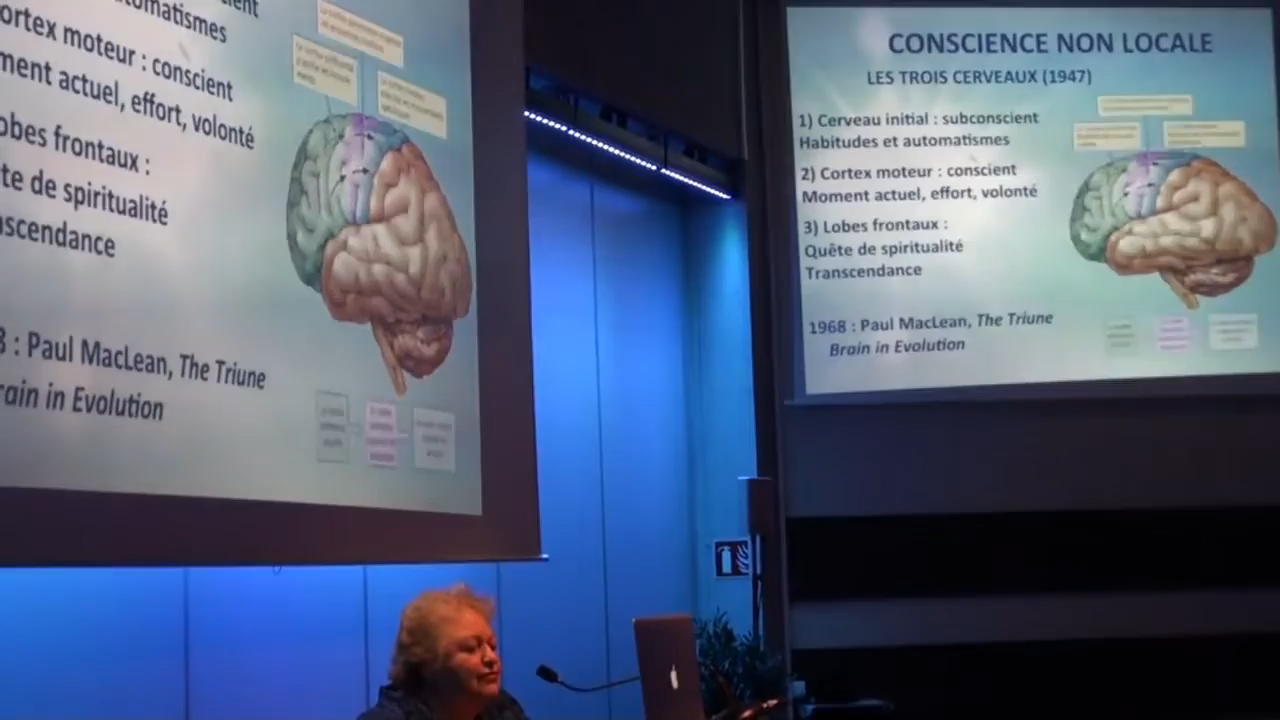 omatismes
ortex moteur : conscient
ment actuel, effort, volonté
obes frontaux :
te de spiritualité
ascendance
8 : Paul MacLean, The Triune
rain in Evolution
CONSCIENCE NON LOCALE
LES TROIS CERVEAUX (1947)
1) Cerveau initial : subconscient
Habitudes et automatismes
2) Cortex moteur : conscient
Moment actuel, effort, volonté
3) Lobes frontaux :
Quête de spiritualité
Transcendance
1968 : Paul MacLean, The Triune
Brain in Evolution